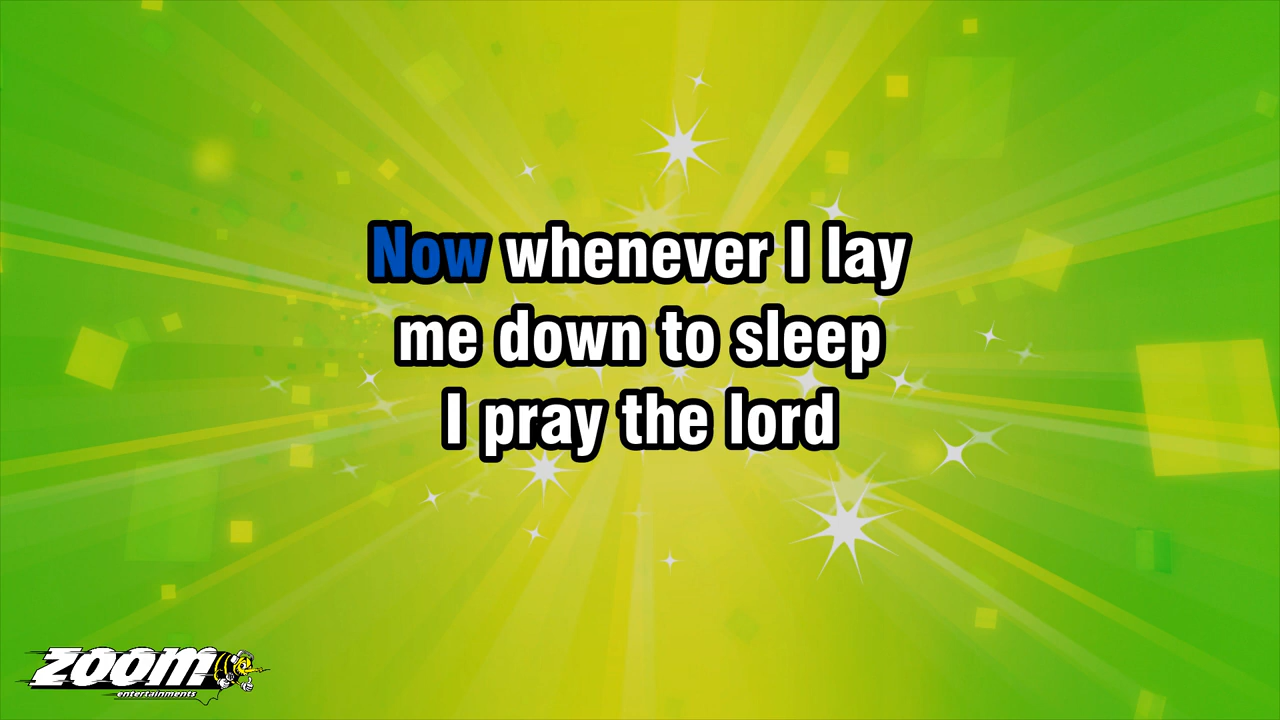 Now whenever I lay
me down to sleep
I pray the lord
ZOOM
entertainments